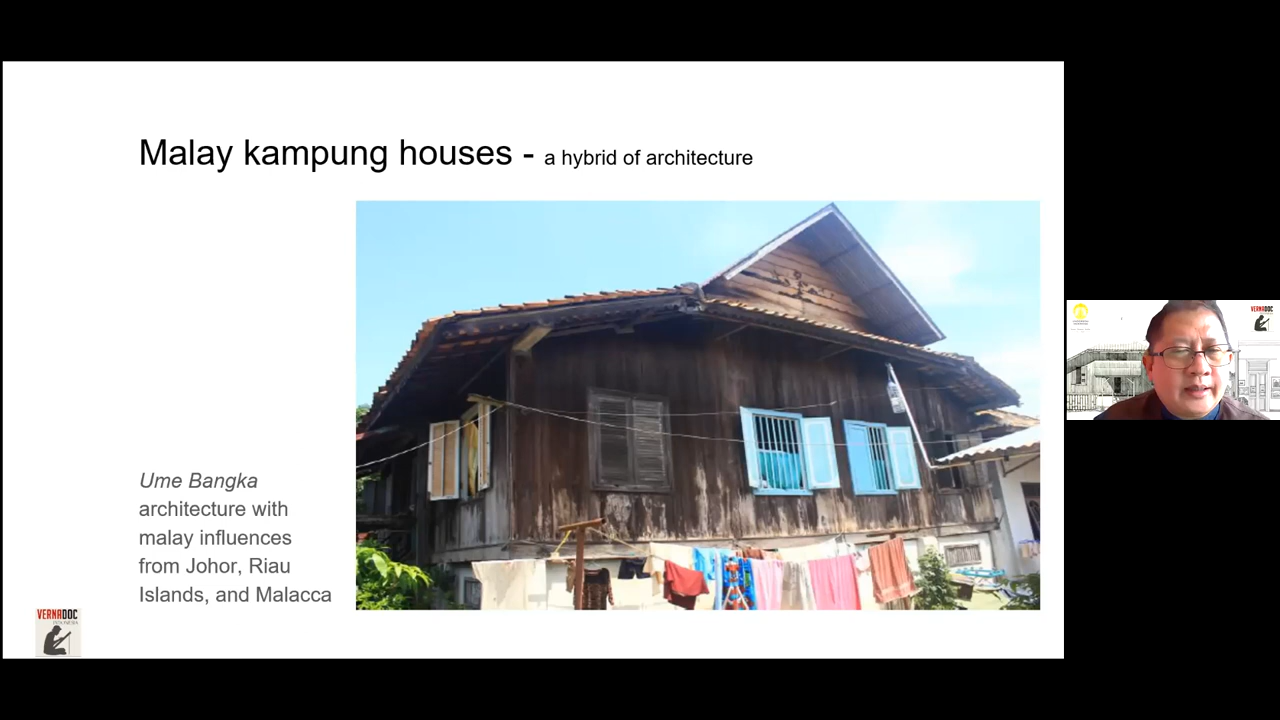 Malay kampung houses - a hybrid of architecture
Ume Bangka
architecture with
malay influences
from Johor, Riau
Islands, and Malacca
VERNADOC
VERNADOC